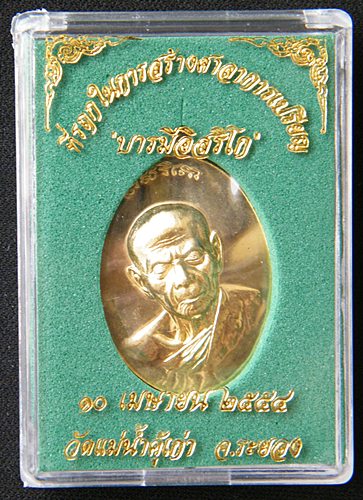 ที่ระลึกในการสร้างศาลาการเปรียญ
"บารมีอิสริโก"
๑๐ เมษายน ๒๕๕๔
วัดแม่น้ำคู้เก่า จ.ระยอง